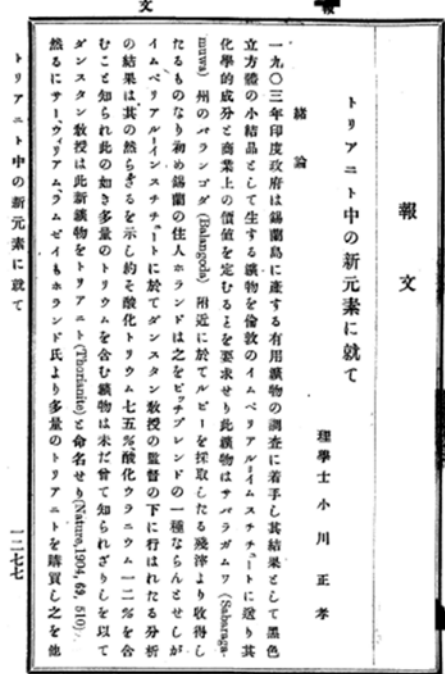 報文
報文
トリアニト中の新元素に就て
理學士 小川正孝
緒論
一九〇三年印度政府は錫蘭島に產する有用鑛物の調査に着手し其結果として黑色
立方體の小結品として生する鑛物を倫敦のイムペリアル=イムスチチュートに送り其
化學的成分と商業上の價値を定むるとを要求せり此鑛物はサバラガムワ(Sabaraga-
muwa)州のバランゴダ(Balangoda)附近に於てルビーを採取したる殘滓より收得し
たるものなり初め錫蘭の住人ホランドは之をピッチブレンドの一種ならんとせしが
イムペリアル=インスチチュートに於てダンスタン敎授の監督の下に行はれたる分析
の結果は其の然らざるを示し約そ酸化トリウム七五%酸化ウラニウム一二%を含
むこと知られ此の如き多量のトリウムを含む鑛物は未だ曾て知られざりしを以て
ダンスタン敎授は此新鑛物をトリアニト(Thorianite)と命名せり(Nature,1904,69, 510)
然るにサー、ウィリアム、ラムゼイもホランド氏より多量のトリアニトを購買し之を他
トリアニト中の新元素に就て
一二七七